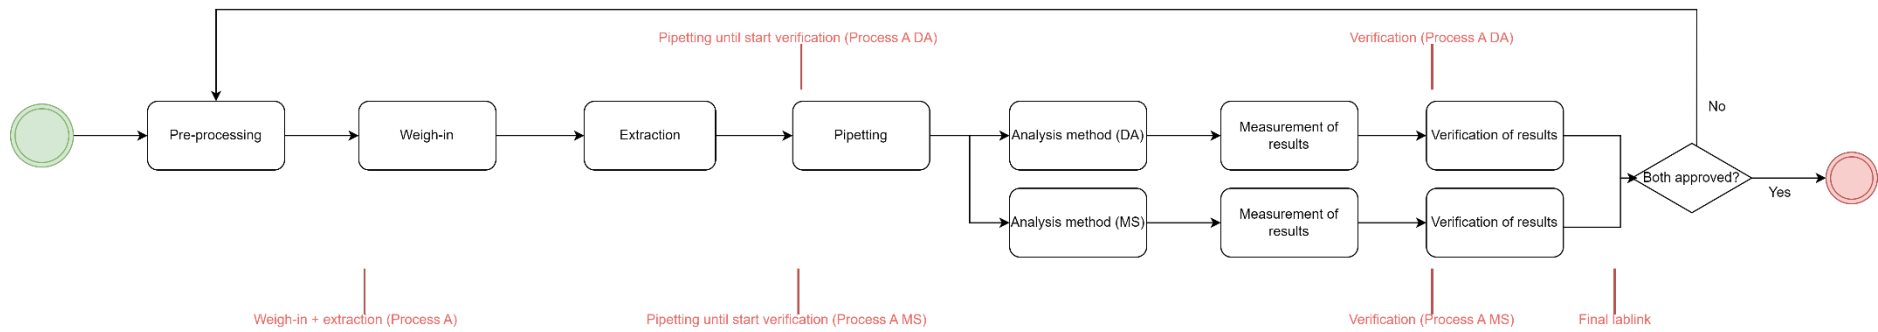 Pipetting until start verification (Process A DA)
Verification (Process A DA)
No
Pre-processing
Weigh-in
Extraction
Pipetting
Analysis method (DA)
Measurement of
results
Verification of results
Both approved?
Yes
Analysis method (MS)
Measurement of
results
Verification of results
Weigh-in + extraction (Process A)
Pipetting until start verification (Process A MS)
Verification (Process A MS)
Final lablink